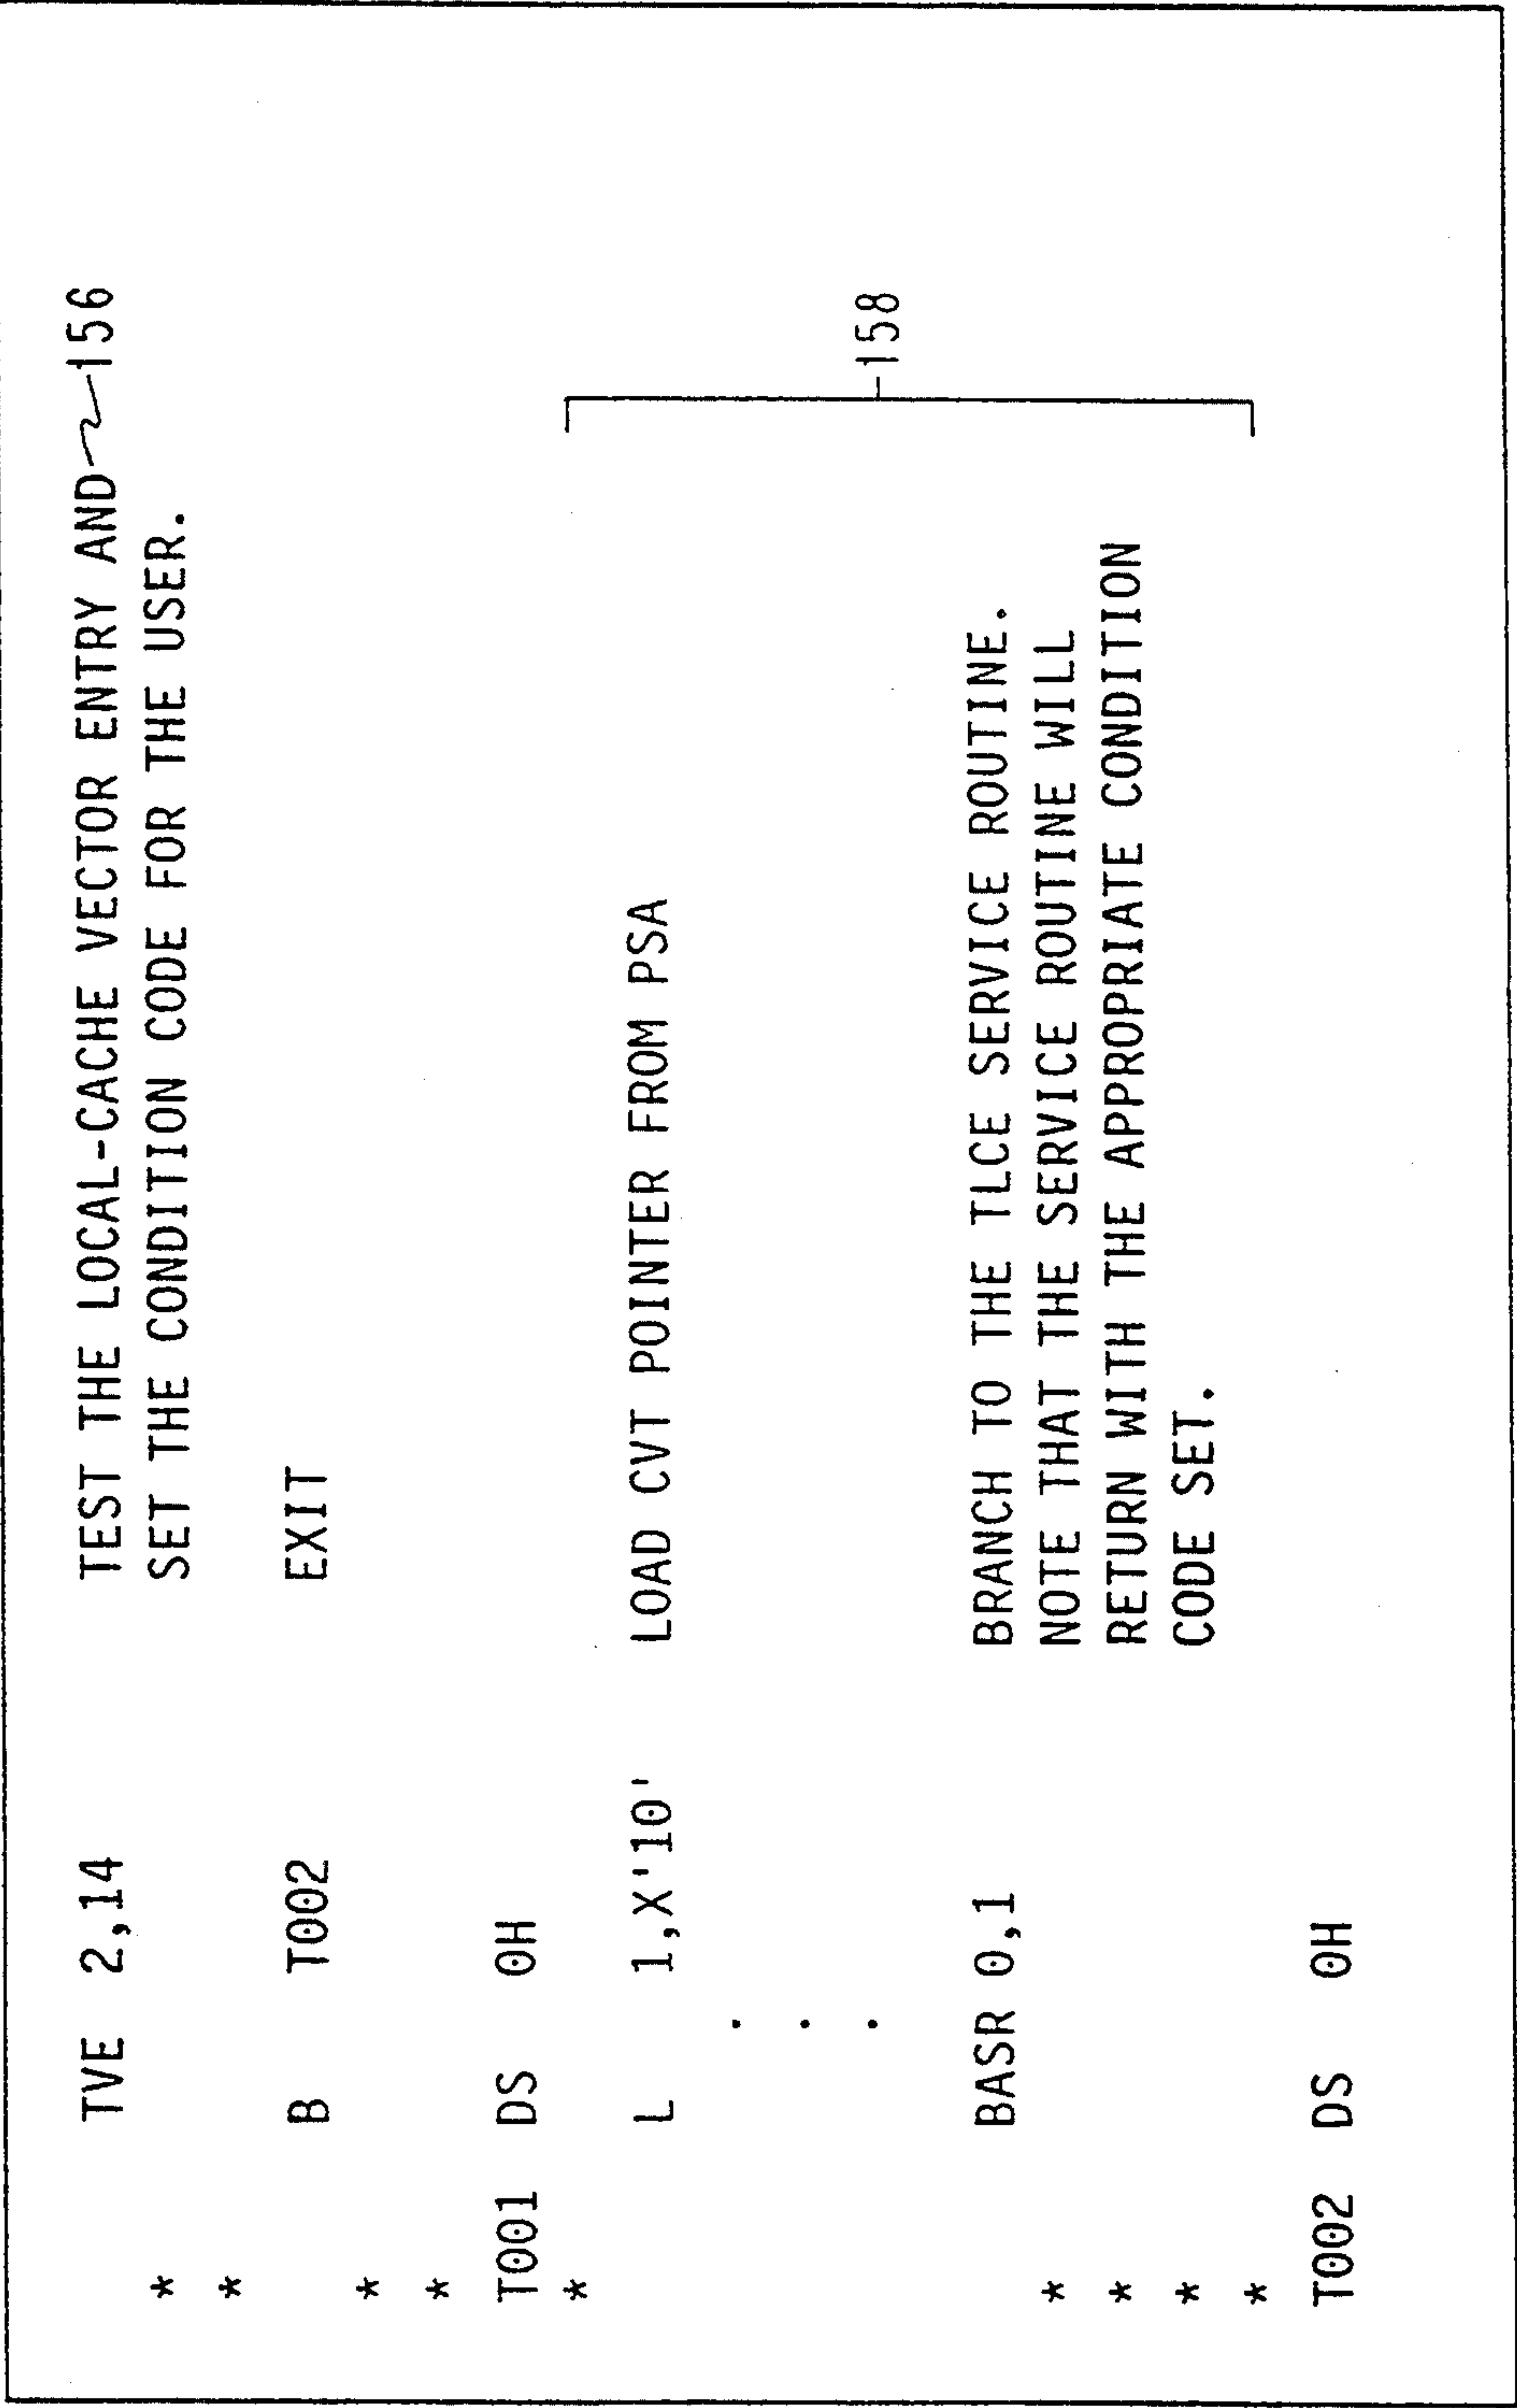 TVE 2,14 TEST THE LOCAL-CACHE VECTOR ENTRY AND 156
* SET THE CONDITION CODE FOR THE USER.
*
B T002 EXIT
*
*
T001 DS 0H
*
L 1,X'10' LOAD CVT POINTER FROM PSA
.
.
.
158
BASR 0,1 BRANCH TO THE TLCE SERVICE ROUTINE.
* NOTE THAT THE SERVICE ROUTINE WILL
* RETURN WITH THE APPROPRIATE CONDITION
* CODE SET.
*
T002 DS 0H